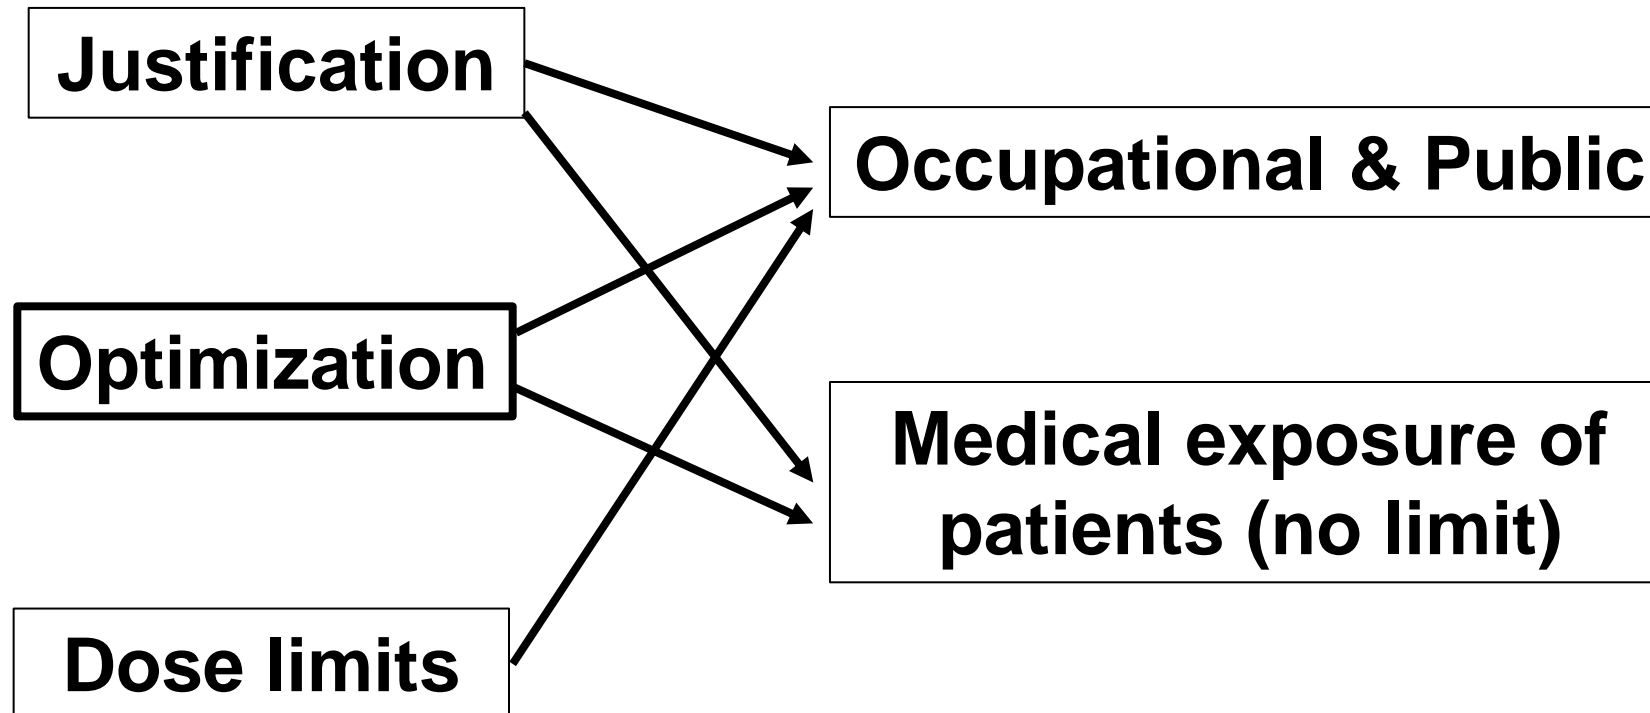 Justification
Occupational & Public
Optimization
Medical exposure of
patients (no limit)
Dose limits